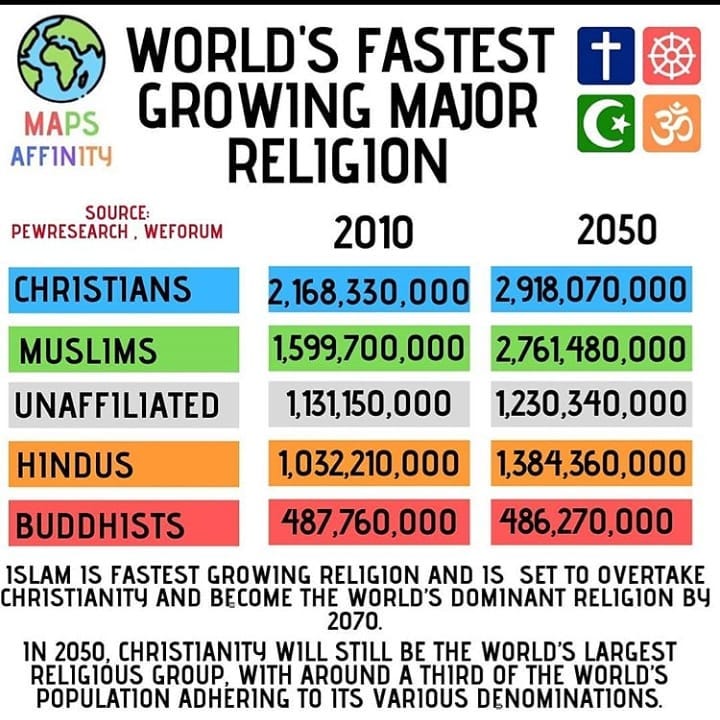 WORLD'S FASTEST
GROWING MAJOR
RELIGION
MAPS
AFFINITY
ॐ
SOURCE:
PEWRESEARCH , WEFORUM
2010 2050
CHRISTIANS 2,168,330,000 2,918,070,000
MUSLIMS 1,599,700,000 2,761,480,000
UNAFFILIATED 1,131,150,000 1,230,340,000
HINDUS 1,032,210,000 1,384,360,000
BUDDHISTS 487,760,000 486,270,000
ISLAM IS FASTEST GROWING RELIGION AND IS SET TO OVERTAKE
CHRISTIANITY AND BECOME THE WORLD'S DOMINANT RELIGION BY
2070.
IN 2050, CHRISTIANITY WILL STILL BE THE WORLD'S LARGEST
RELIGIOUS GROUP, WITH AROUND A THIRD OF THE WORLD'S
POPULATION ADHERING TO ITS VARIOUS DENOMINATIONS.